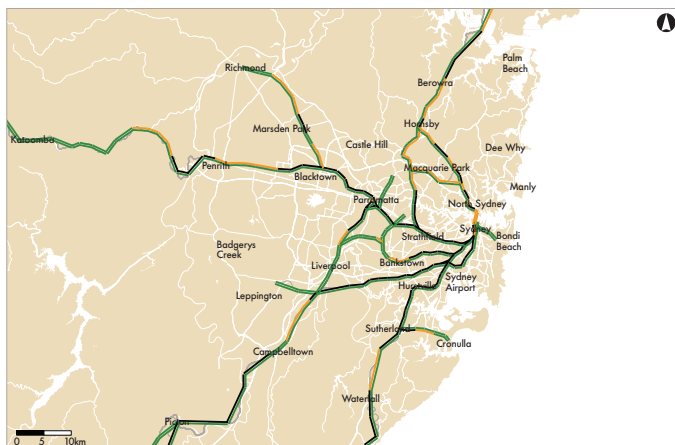 Richmond
Palm
Beach
Berowra
Marsden Park
Hornsby
Katoomba
Castle Hill
Dee Why
Penrith
Blacktown
Macquarie Park
Manly
Parramatta
North Sydney
Badgerys
Creek
Strathfield
Sydney
Bondi
Beach
Liverpool
Bankstown
Leppington
Hurstville
Sydney
Airport
Sutherland
Campbelltown
Cronulla
Waterfall
Picton
0 5 10km